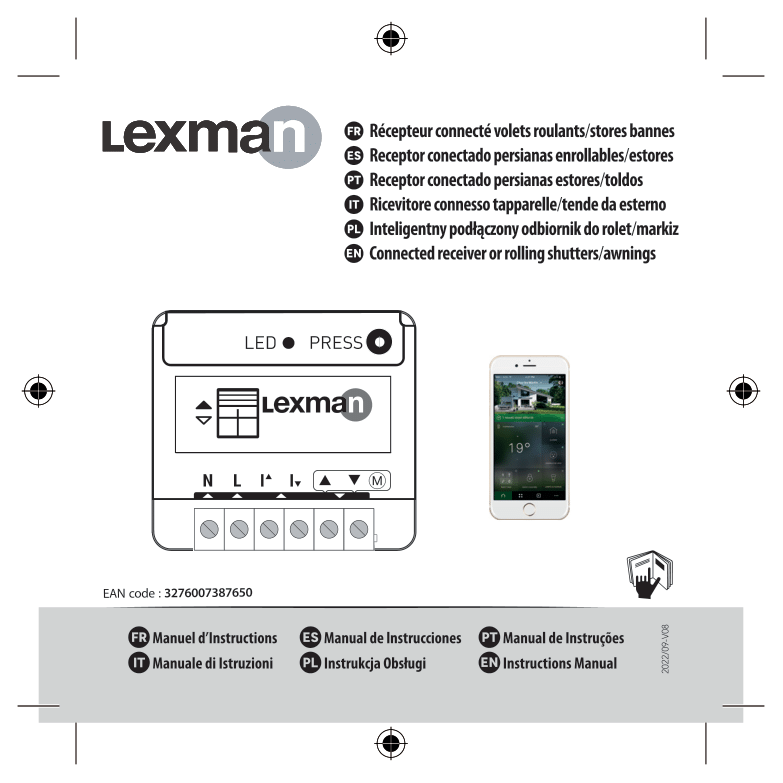 Lexman
FR Récepteur connecté volets roulants/stores bannes
ES Receptor conectado persianas enrollables/estores
PT Receptor conectado persianas estores/toldos
IT Ricevitore connesso tapparelle/tende da esterno
PL Inteligentny podłączony odbiornik do rolet/markiz
EN Connected receiver or rolling shutters/awnings
LED PRESS
Lexman
N L I▲ I▼ ▲ ▼ M
19°
EAN code : 3276007387650
FR Manuel d'Instructions ES Manual de Instrucciones PT Manual de Instruções
IT Manuale di Istruzioni PL Instrukcja Obsługi EN Instructions Manual
2022/09-V08